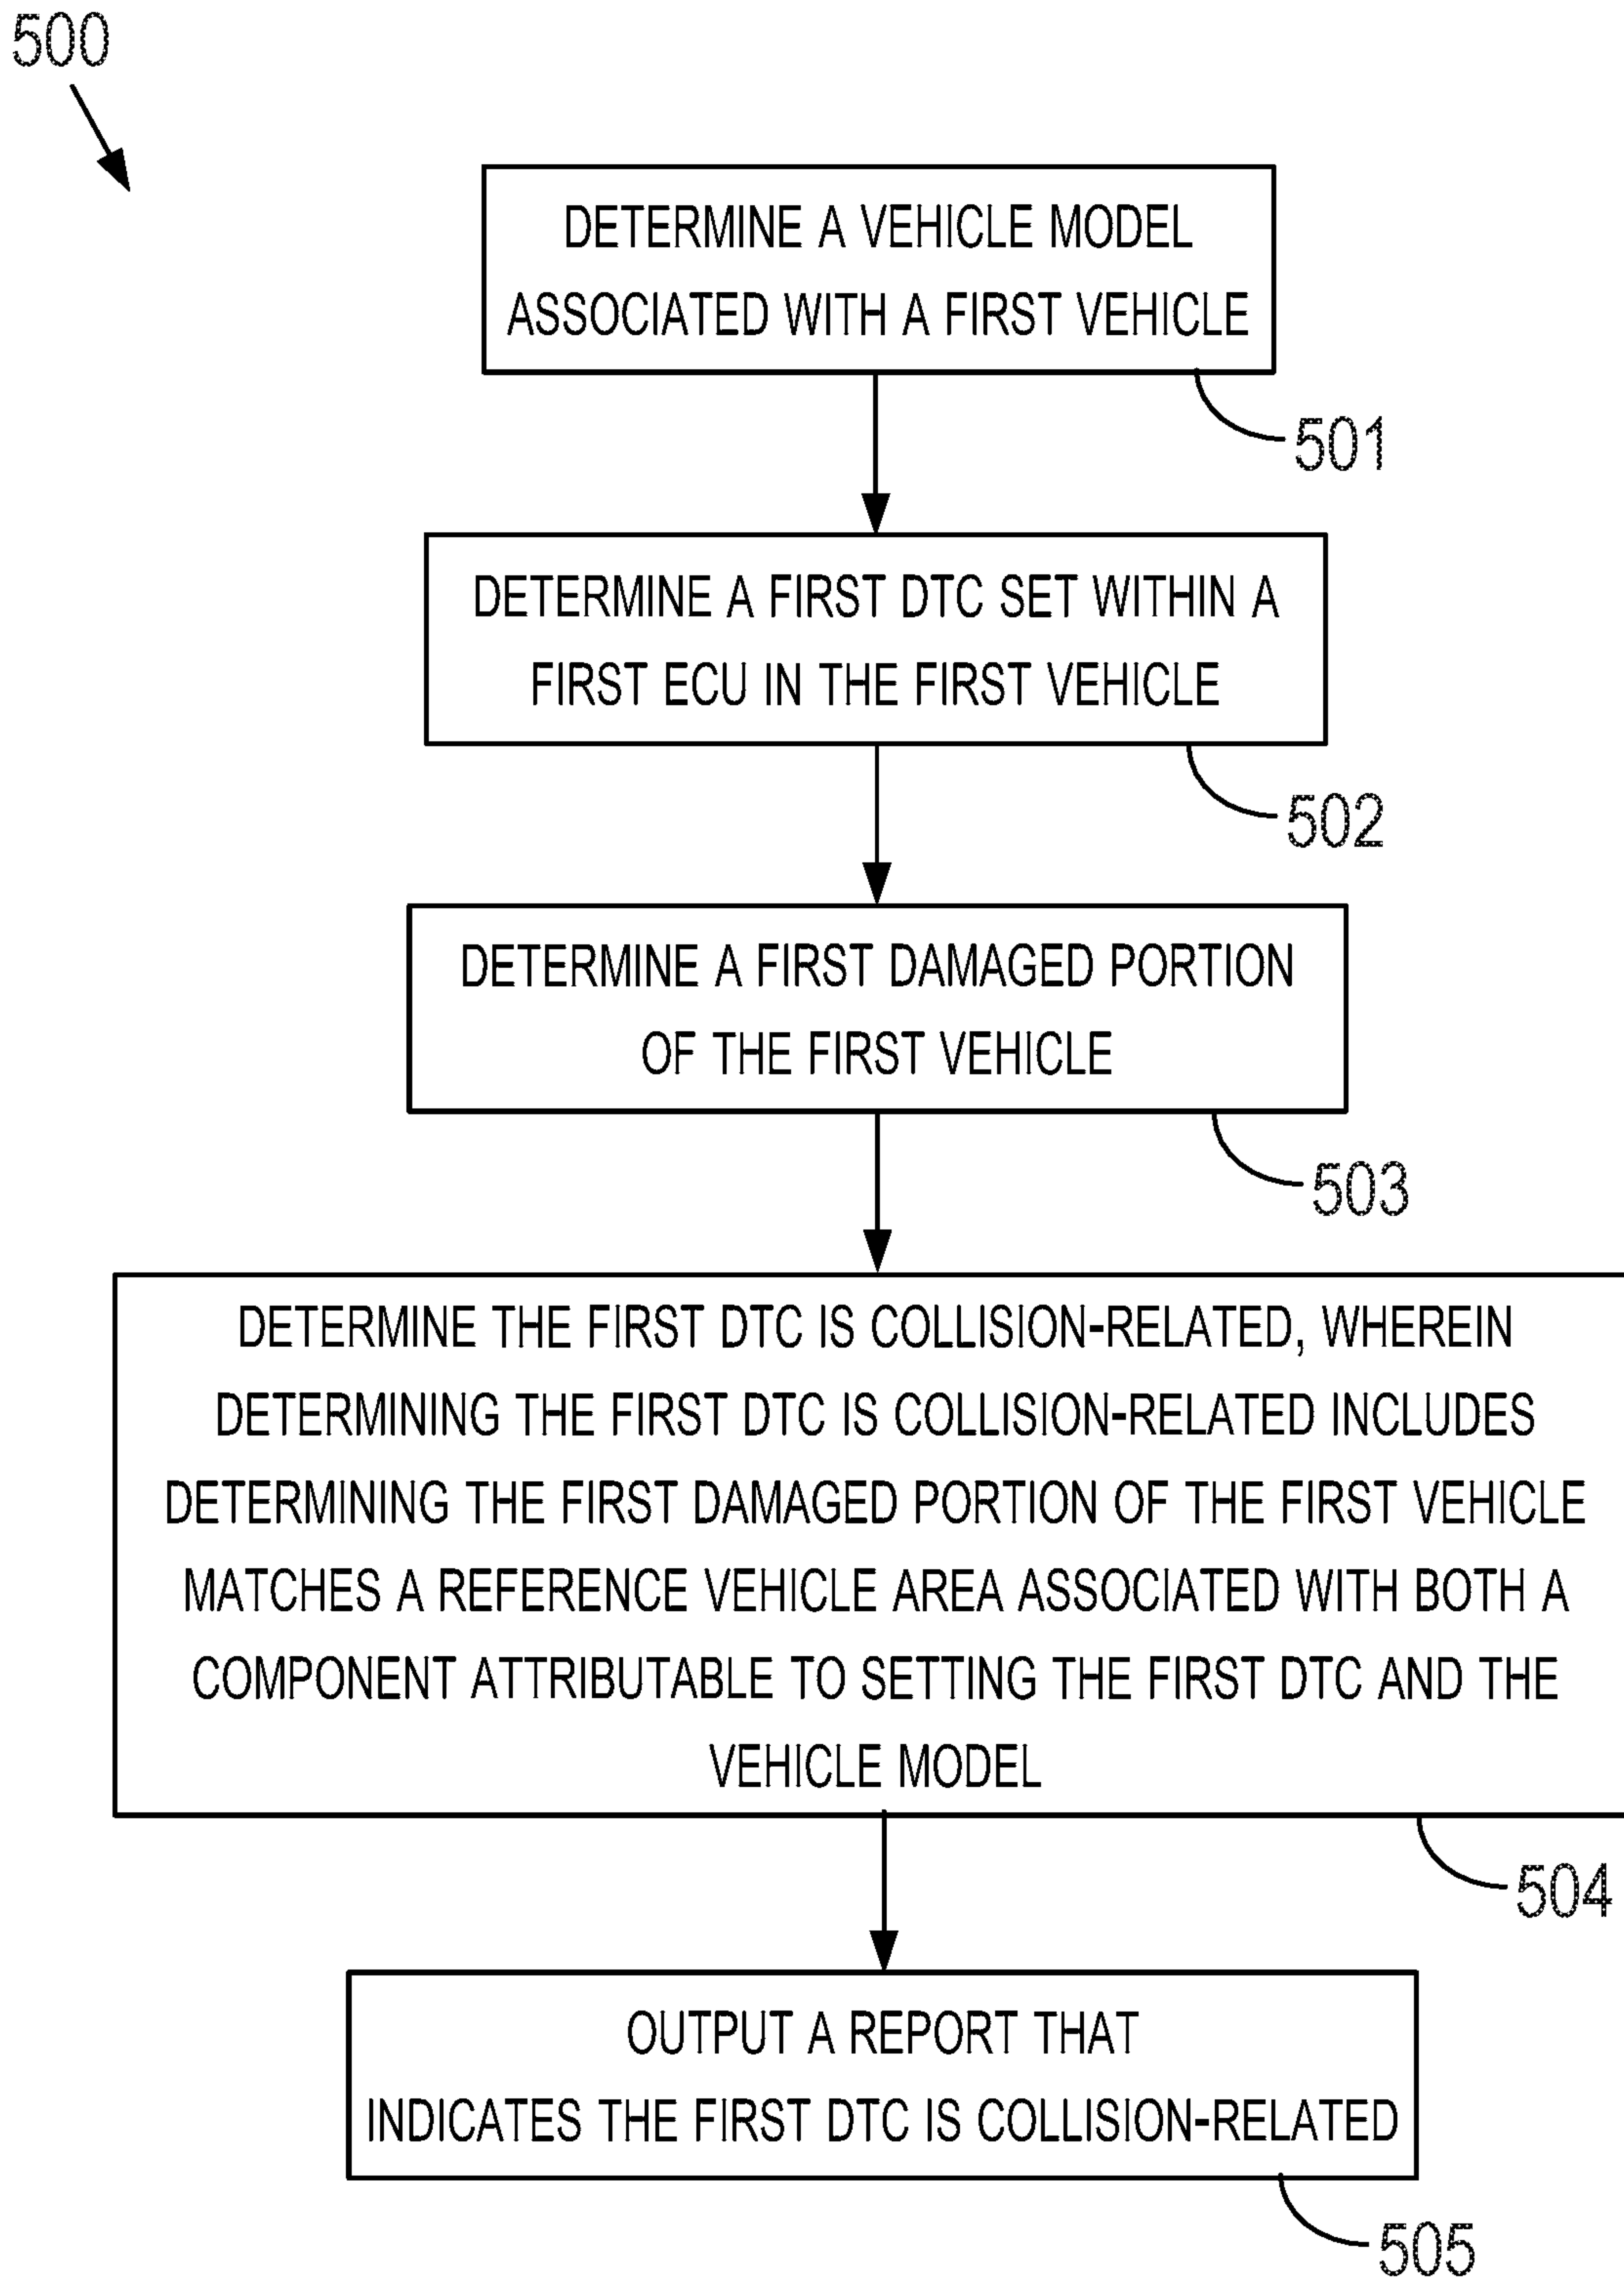 500
DETERMINE A VEHICLE MODEL
ASSOCIATED WITH A FIRST VEHICLE
501
DETERMINE A FIRST DTC SET WITHIN A
FIRST ECU IN THE FIRST VEHICLE
502
DETERMINE A FIRST DAMAGED PORTION
OF THE FIRST VEHICLE
503
DETERMINE THE FIRST DTC IS COLLISION-RELATED, WHEREIN
DETERMINING THE FIRST DTC IS COLLISION-RELATED INCLUDES
DETERMINING THE FIRST DAMAGED PORTION OF THE FIRST VEHICLE
MATCHES A REFERENCE VEHICLE AREA ASSOCIATED WITH BOTH A
COMPONENT ATTRIBUTABLE TO SETTING THE FIRST DTC AND THE
VEHICLE MODEL
504
OUTPUT A REPORT THAT
INDICATES THE FIRST DTC IS COLLISION-RELATED
505